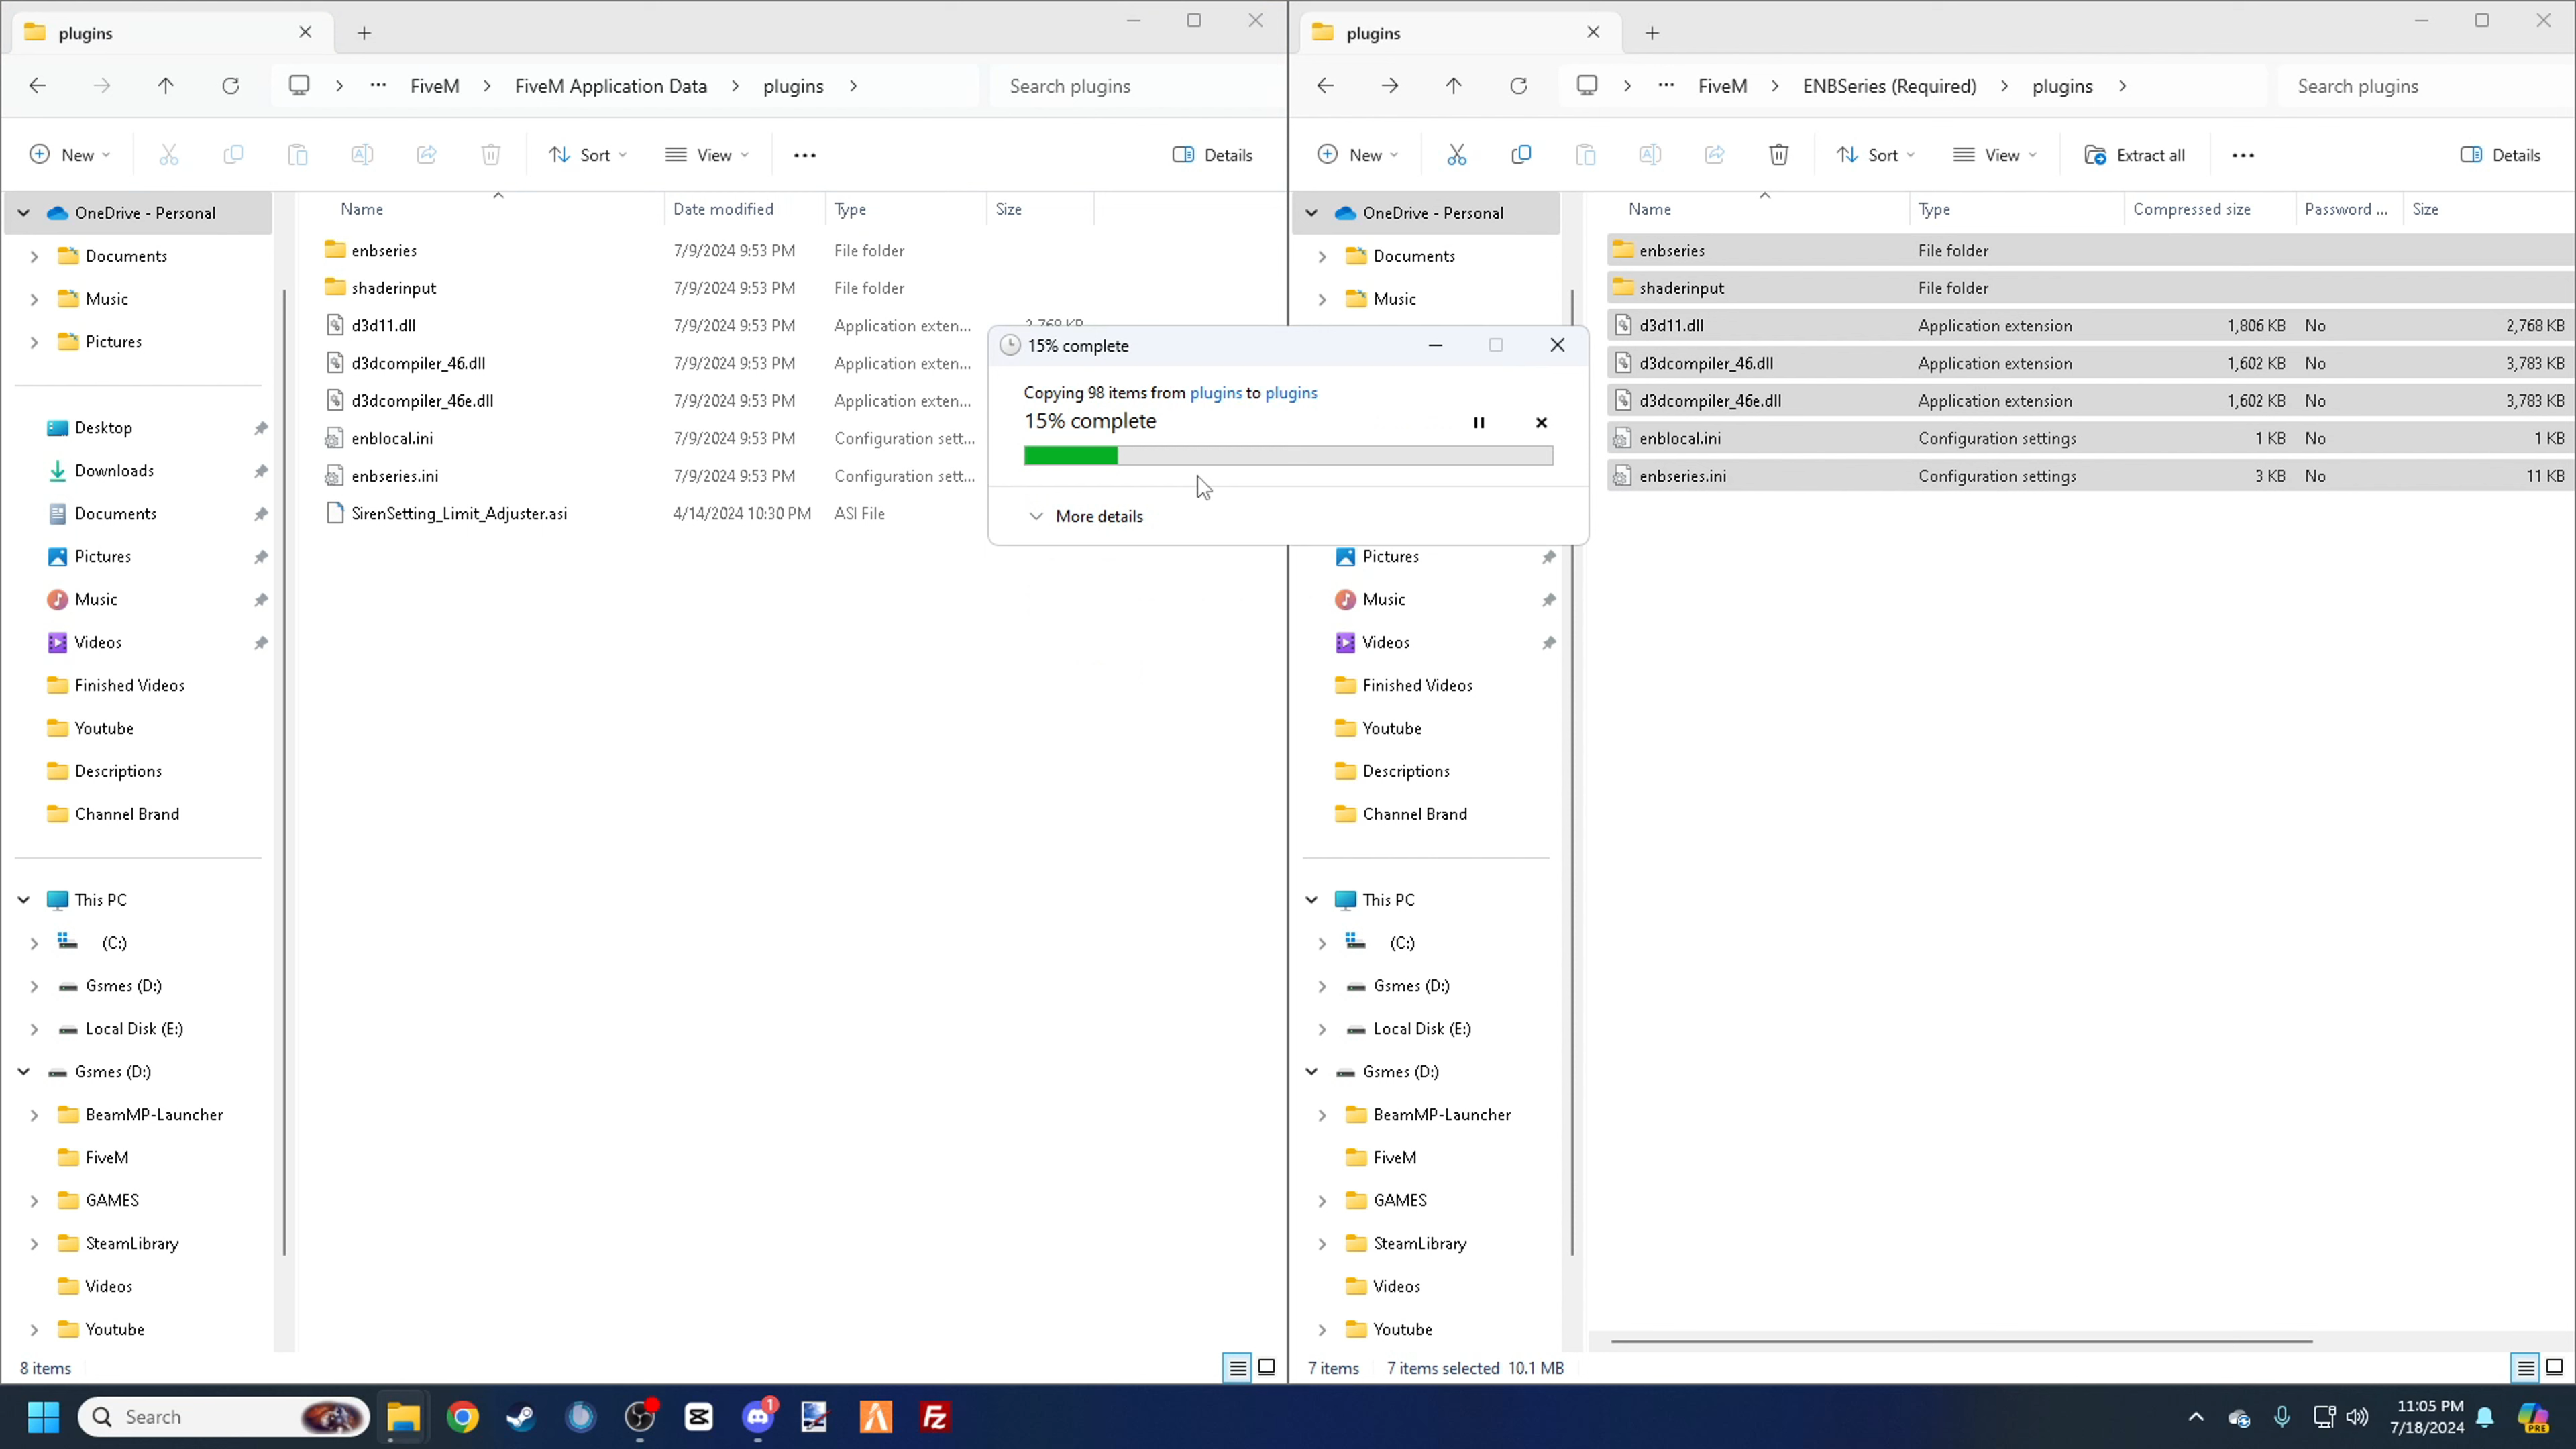 plugins
FiveM
FiveM Application Data
plugins
Search plugins
New
Sort
View
Details
OneDrive - Personal
Documents
Music
Pictures
Desktop
Downloads
Documents
Pictures
Music
Videos
Finished Videos
Youtube
Descriptions
Channel Brand
This PC
(C:)
Gsmes (D:)
Local Disk (E:)
Gsmes (D:)
BeamMP-Launcher
FiveM
GAMES
SteamLibrary
Videos
Youtube
Name Date modified Type Size
enbseries 7/9/2024 9:53 PM File folder
shaderinput 7/9/2024 9:53 PM File folder
d3d11.dll 7/9/2024 9:53 PM Application exten... 2,768 KB
d3dcompiler_46.dll 7/9/2024 9:53 PM Application exten...
d3dcompiler_46e.dll 7/9/2024 9:53 PM Application exten...
enblocal.ini 7/9/2024 9:53 PM Configuration sett...
enbseries.ini 7/9/2024 9:53 PM Configuration sett...
SirenSetting_Limit_Adjuster.asi 4/14/2024 10:30 PM ASI File
8 items
15% complete
Copying 98 items from plugins to plugins
15% complete
More details
plugins
FiveM
ENBSeries (Required)
plugins
Search plugins
New
Sort
View
Extract all
Details
OneDrive - Personal
Documents
Music
Pictures
Music
Videos
Finished Videos
Youtube
Descriptions
Channel Brand
This PC
(C:)
Gsmes (D:)
Local Disk (E:)
Gsmes (D:)
BeamMP-Launcher
FiveM
GAMES
SteamLibrary
Videos
Youtube
Name Type Compressed size Password ... Size
enbseries File folder
shaderinput File folder
d3d11.dll Application extension 1,806 KB No 2,768 KB
d3dcompiler_46.dll Application extension 1,602 KB No 3,783 KB
d3dcompiler_46e.dll Application extension 1,602 KB No 3,783 KB
enblocal.ini Configuration settings 1 KB No 1 KB
enbseries.ini Configuration settings 3 KB No 11 KB
7 items 7 items selected 10.1 MB
Search
1
Fz
11:05 PM
7/18/2024
PRE